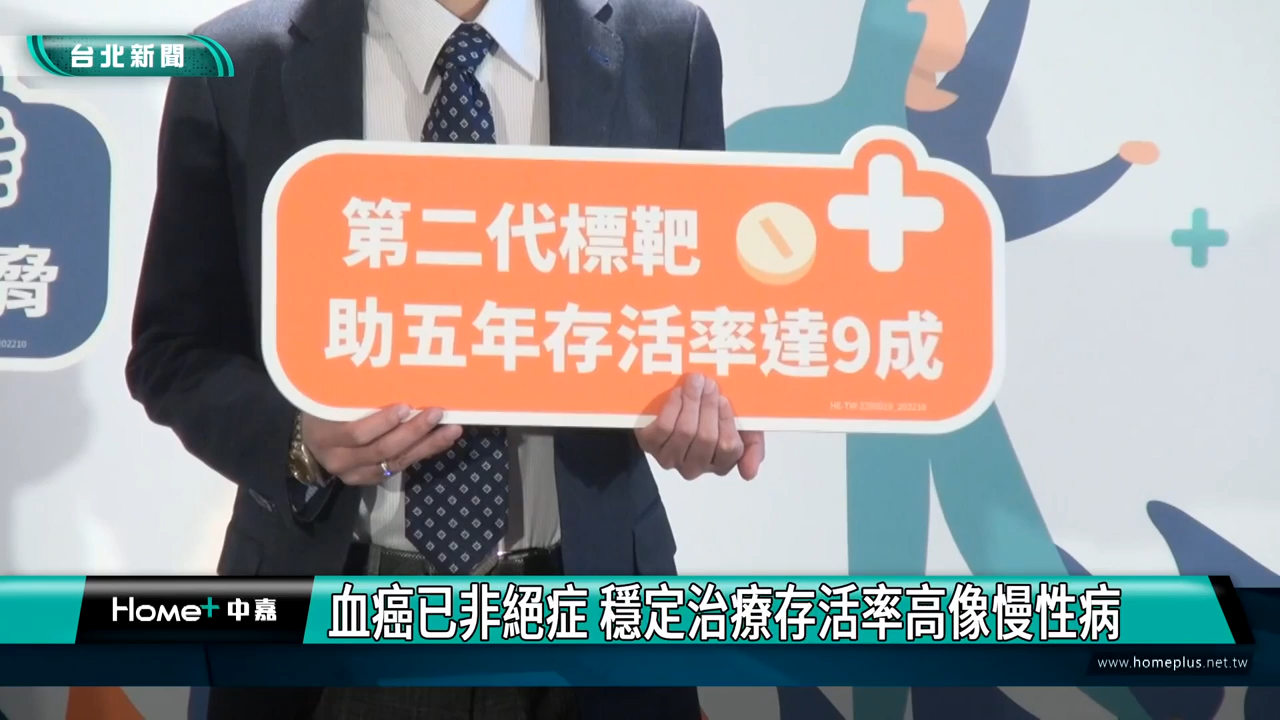 台北新聞
第二代標靶
助五年存活率達9成
脅
202210
Home+ 中嘉
血癌已非絕症 穩定治療存活率高像慢性病
www.homeplus.net.tw